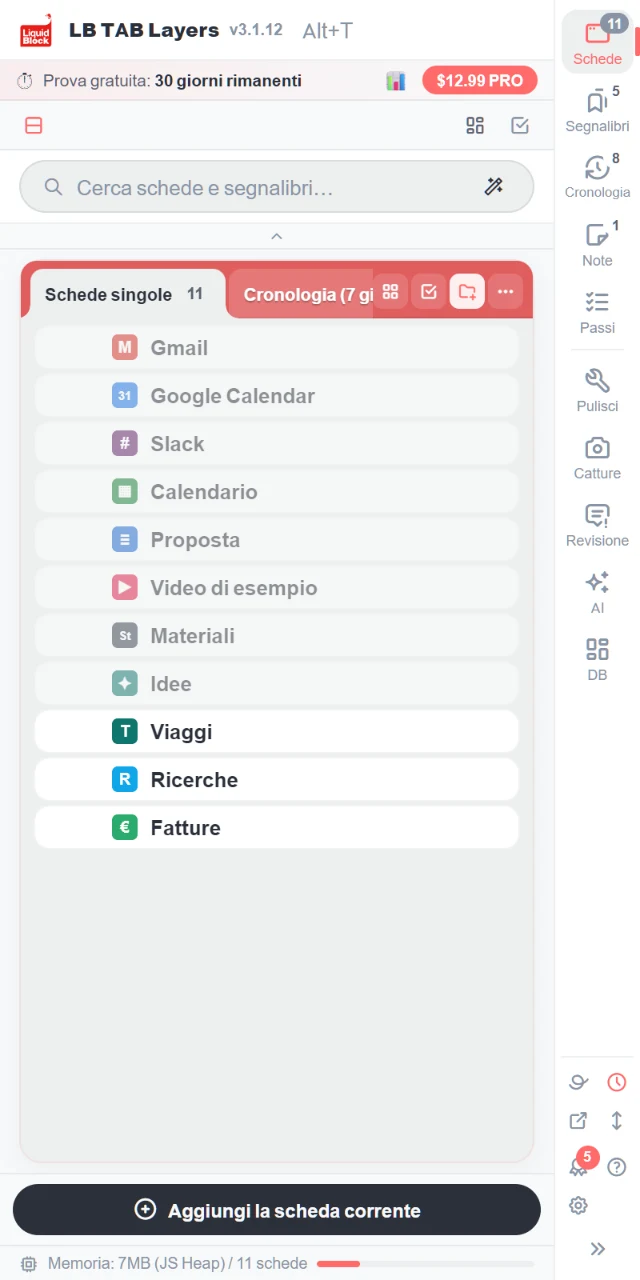 Liquid
Block
LB TAB Layers v3.1.12 Alt+T
Prova gratuita: 30 giorni rimanenti
$12.99 PRO
Cerca schede e segnalibri…
Schede singole 11
Cronologia (7 gi
M Gmail
31 Google Calendar
# Slack
Calendario
Proposta
Video di esempio
St Materiali
Idee
T Viaggi
R Ricerche
€ Fatture
Aggiungi la scheda corrente
Memoria: 7MB (JS Heap) / 11 schede
11
Schede
5
Segnalibri
8
Cronologia
1
Note
Passi
Pulisci
Catture
Revisione
AI
DB
5